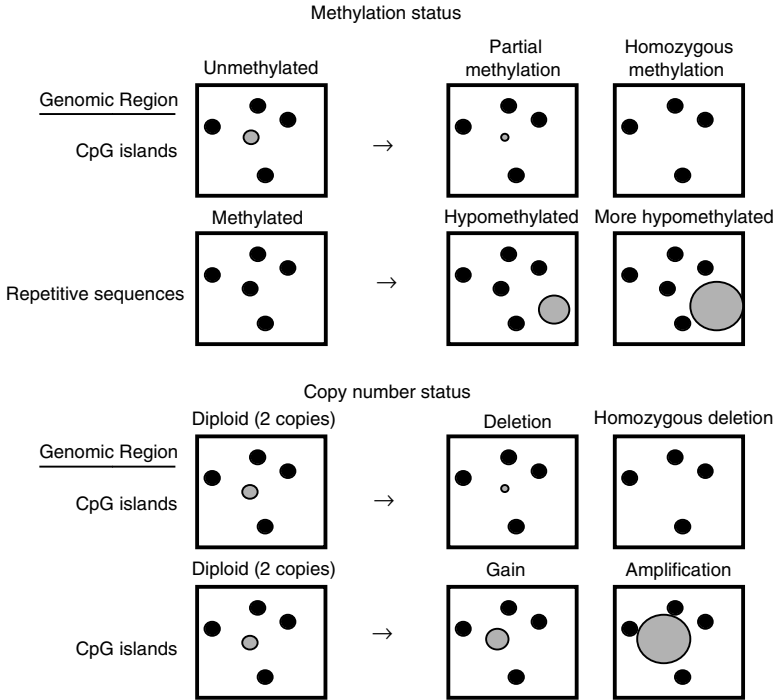 Methylation status
Unmethylated
Partial
methylation
Homozygous
methylation
Genomic Region
CpG islands
→
Methylated
Hypomethylated
More hypomethylated
Repetitive sequences
→
Copy number status
Diploid (2 copies)
Deletion
Homozygous deletion
Genomic Region
CpG islands
→
Diploid (2 copies)
Gain
Amplification
CpG islands
→